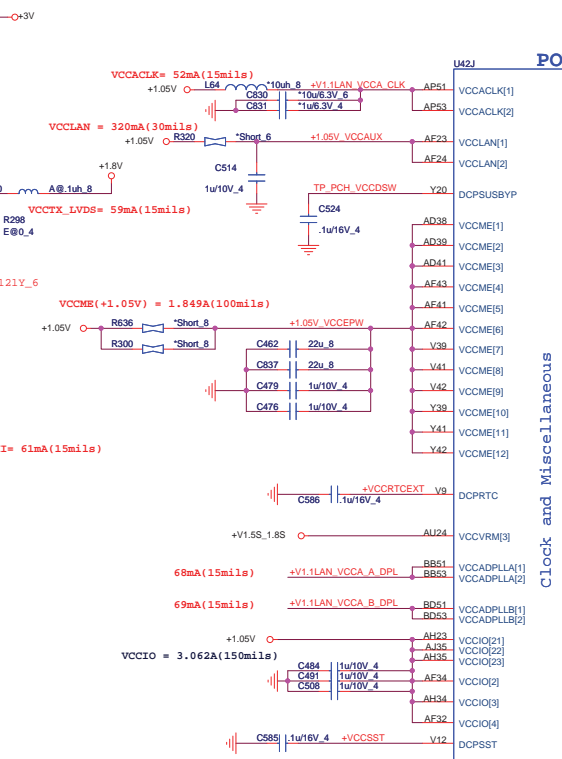 +3V
PO
U42J
VCCACLK= 52mA(15mils)
+1.05V L64 *10uh_8 +V1.1LAN_VCCA_CLK AP51 VCCACLK[1]
C830 *10u/6.3V_6
C831 *1u/6.3V_4 AP53 VCCACLK[2]
VCCLAN = 320mA(30mils)
+1.05V R320 *Short_6 +1.05V_VCCAUX AF23 VCCLAN[1]
AF24 VCCLAN[2]
+1.8V
C514
1u/10V_4
A@.1uh_8
TP_PCH_VCCDSW Y20 DCPSUSBYP
VCCTX_LVDS= 59mA(15mils)
C524
.1u/16V_4
R298
E@0_4
AD38 VCCME[1]
AD39 VCCME[2]
AD41 VCCME[3]
121Y_6
AF43 VCCME[4]
VCCME(+1.05V) = 1.849A(100mils)
AF41 VCCME[5]
+1.05V R636 *Short_8 +1.05V_VCCEPW AF42 VCCME[6]
R300 *Short_8
C462 22u_8 V39 VCCME[7]
C837 22u_8 V41 VCCME[8]
C479 1u/10V_4 V42 VCCME[9]
C476 1u/10V_4 Y39 VCCME[10]
Y41 VCCME[11]
I= 61mA(15mils)
Y42 VCCME[12]
Clock and Miscellaneous
+VCCRTCEXT V9 DCPRTC
C586 .1u/16V_4
+V1.5S_1.8S AU24 VCCVRM[3]
68mA(15mils) +V1.1LAN_VCCA_A_DPL BB51 VCCADPLLA[1]
BB53 VCCADPLLA[2]
69mA(15mils) +V1.1LAN_VCCA_B_DPL BD51 VCCADPLLB[1]
BD53 VCCADPLLB[2]
+1.05V AH23 VCCIO[21]
AJ35 VCCIO[22]
VCCIO = 3.062A(150mils) AH35 VCCIO[23]
C484 1u/10V_4
C491 1u/10V_4 AF34 VCCIO[2]
C508 1u/10V_4
AH34 VCCIO[3]
AF32 VCCIO[4]
C585 .1u/16V_4 +VCCSST V12 DCPSST